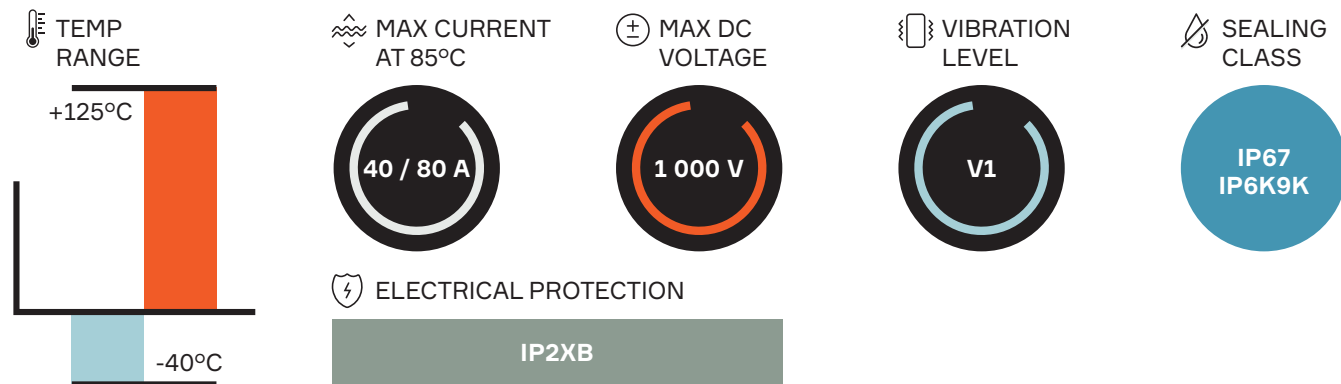 TEMP
RANGE
+125°C
-40°C
MAX CURRENT
AT 85°C
40 / 80 A
MAX DC
VOLTAGE
1 000 V
VIBRATION
LEVEL
V1
SEALING
CLASS
IP67
IP6K9K
ELECTRICAL PROTECTION
IP2XB